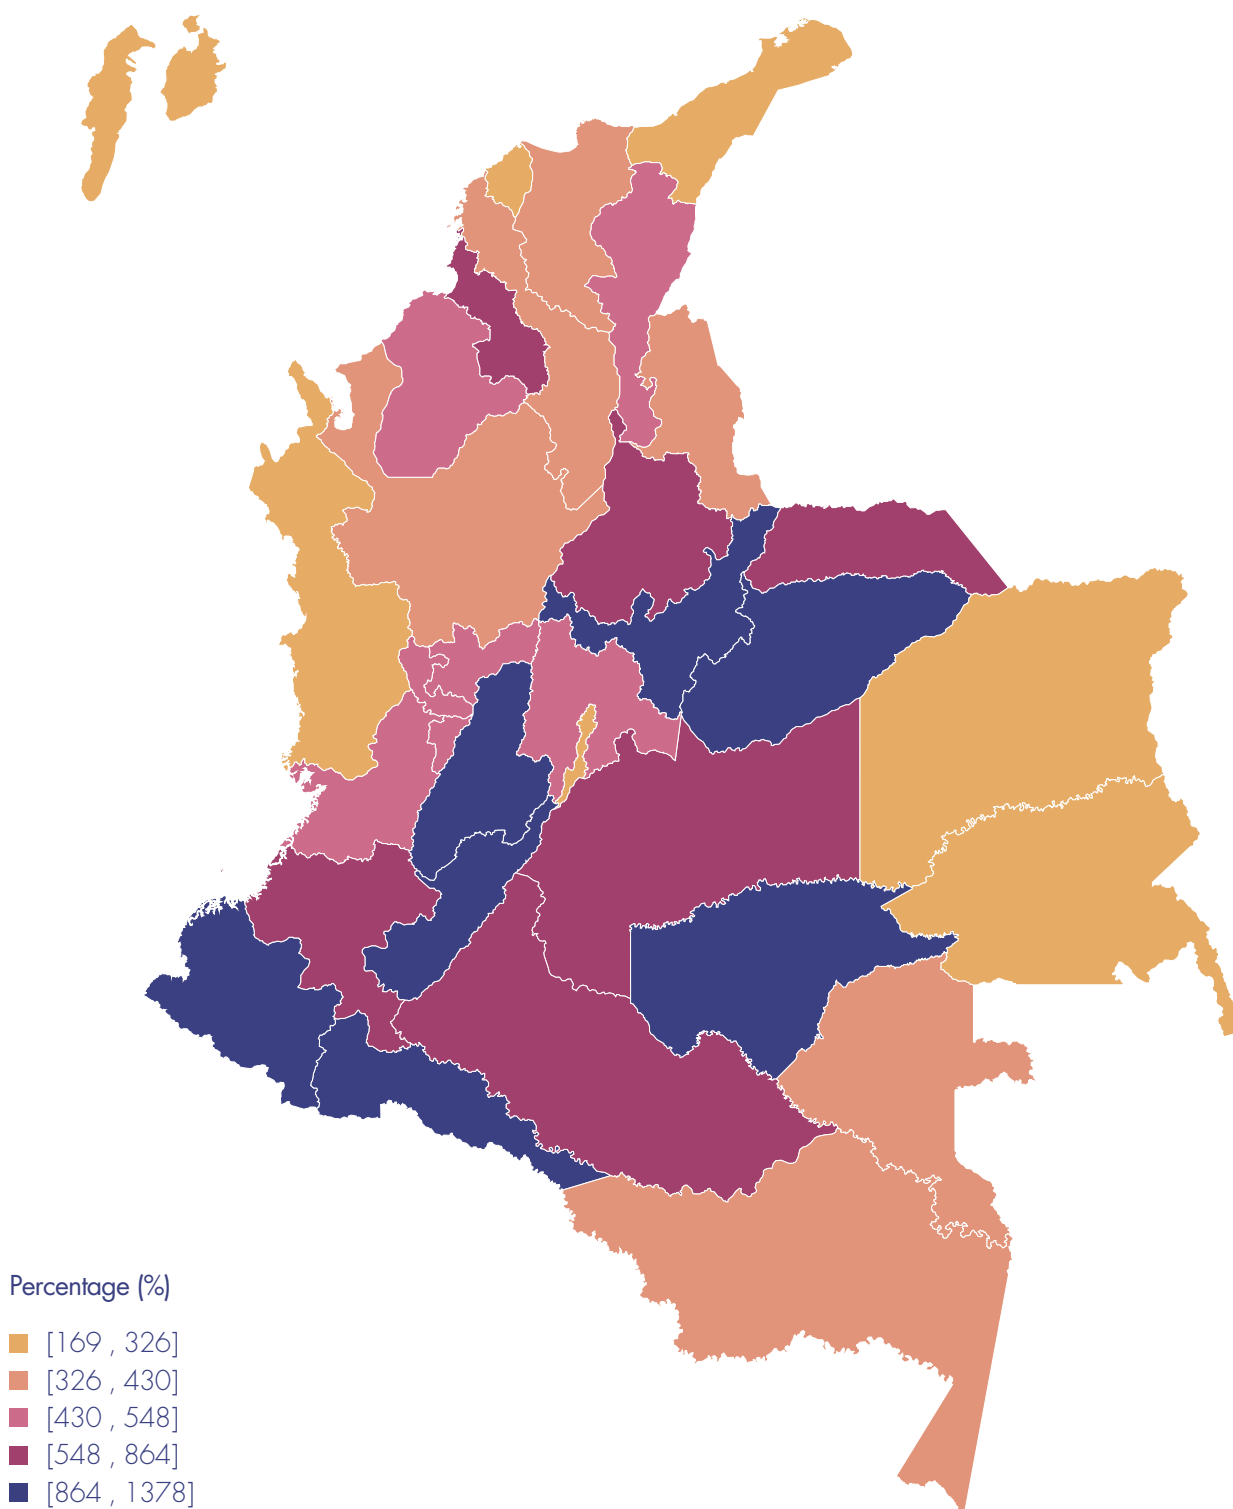 Percentage (%)
[169 , 326]
[326 , 430]
[430 , 548]
[548 , 864]
[864 , 1378]